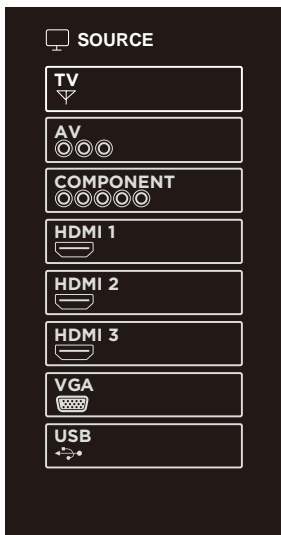 SOURCE
TV
AV
COMPONENT
HDMI 1
HDMI 2
HDMI 3
VGA
USB